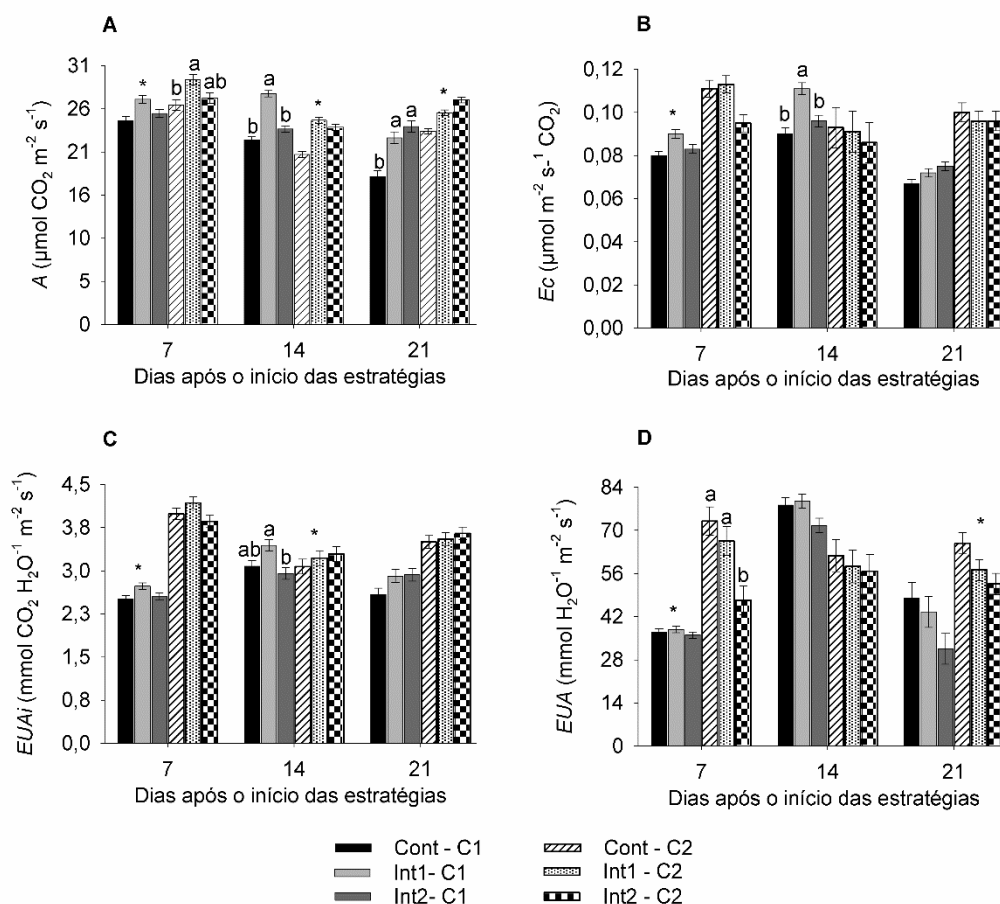 A
A (µmol CO2 m-2 s-1)
31
26
21
16
10
5
0
* b a ab
b a b *
b a a *
7 14 21
Dias após o início das estratégias
B
Ec (µmol m-2 s-1 CO2)
0,12
0,10
0,08
0,06
0,04
0,02
0,00
*
b a b
7 14 21
Dias após o início das estratégias
C
EUAi (mmol CO2 H2O-1 m-2 s-1)
4,5
3,8
3,0
2,3
1,5
0,8
0,0
*
ab a b *
7 14 21
Dias após o início das estratégias
D
EUA (mmol H2O-1 m-2 s-1)
84
70
56
42
28
14
0
* a a b
*
7 14 21
Dias após o início das estratégias
Cont - C1
Int1- C1
Int2- C1
Cont - C2
Int1 - C2
Int2 - C2